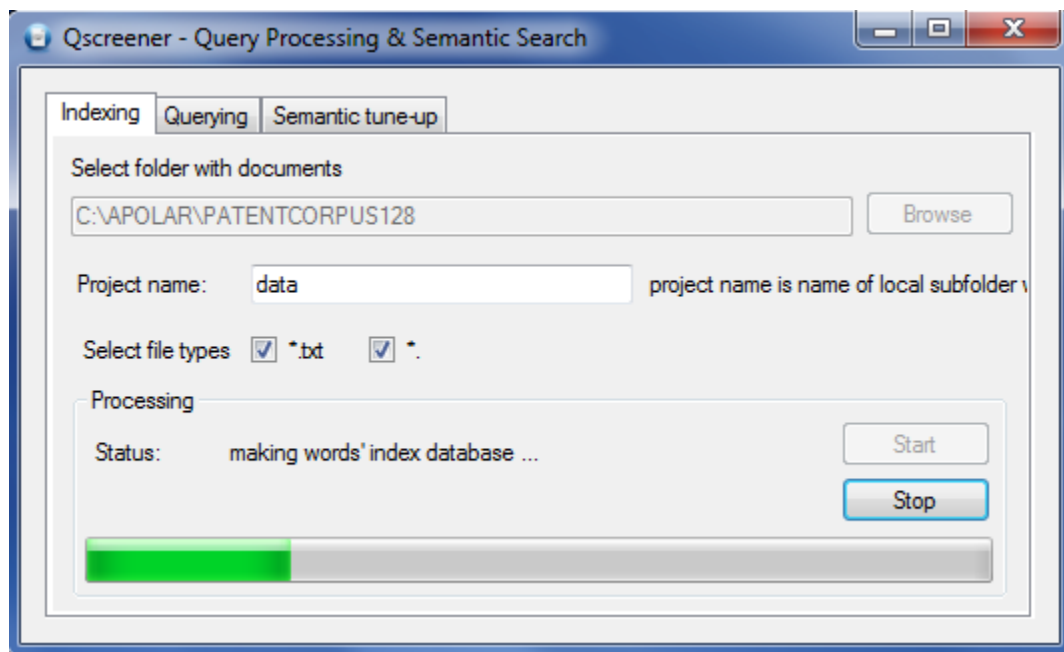 Qscreener - Query Processing & Semantic Search
Indexing Querying Semantic tune-up
Select folder with documents
C:\APOLAR\PATENTCORPUS128 Browse
Project name: data project name is name of local subfolder
Select file types *.txt *.
Processing
Status: making words' index database ... Start
Stop